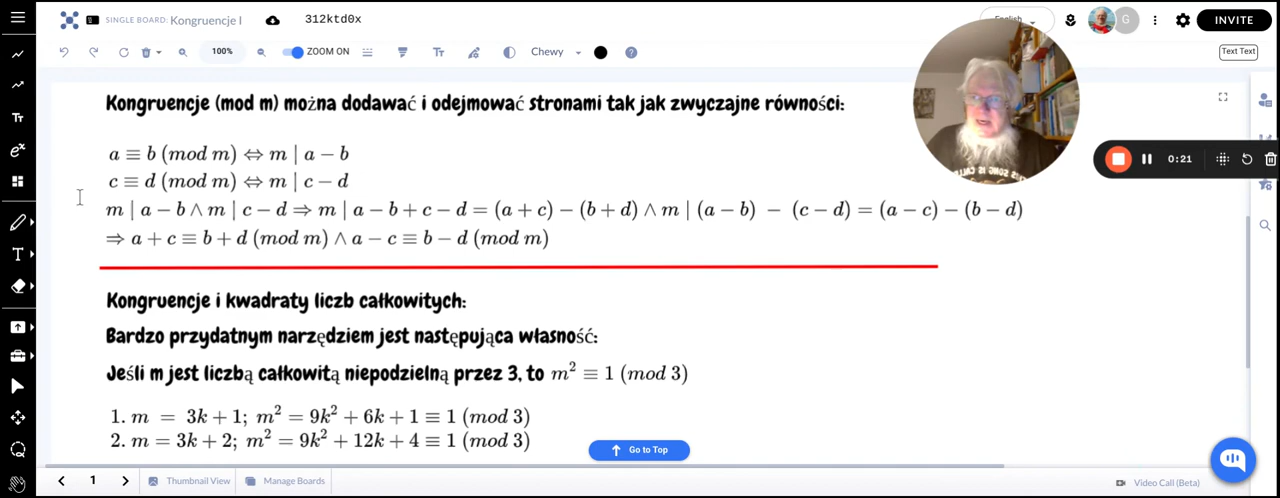 SINGLE BOARD: Kongruencje I
312ktd0x
English
G
INVITE
100%
ZOOM ON
Tт
Chewy
Text Text
Kongruencje (mod m) można dodawać i odejmować stronami tak jak zwyczajne równości:
a ≡ b (mod m) ⇔ m | a − b
c ≡ d (mod m) ⇔ m | c − d
m | a − b ∧ m | c − d ⇒ m | a − b + c − d = (a + c) − (b + d) ∧ m | (a − b) − (c − d) = (a − c) − (b − d)
⇒ a + c ≡ b + d (mod m) ∧ a − c ≡ b − d (mod m)
0:21
Kongruencje i kwadraty liczb całkowitych:
Bardzo przydatnym narzędziem jest następująca własność:
Jeśli m jest liczbą całkowitą niepodzielną przez 3, to m² ≡ 1 (mod 3)
1. m = 3k + 1; m² = 9k² + 6k + 1 ≡ 1 (mod 3)
2. m = 3k + 2; m² = 9k² + 12k + 4 ≡ 1 (mod 3)
Go to Top
1
Thumbnail View
Manage Boards
Video Call (Beta)